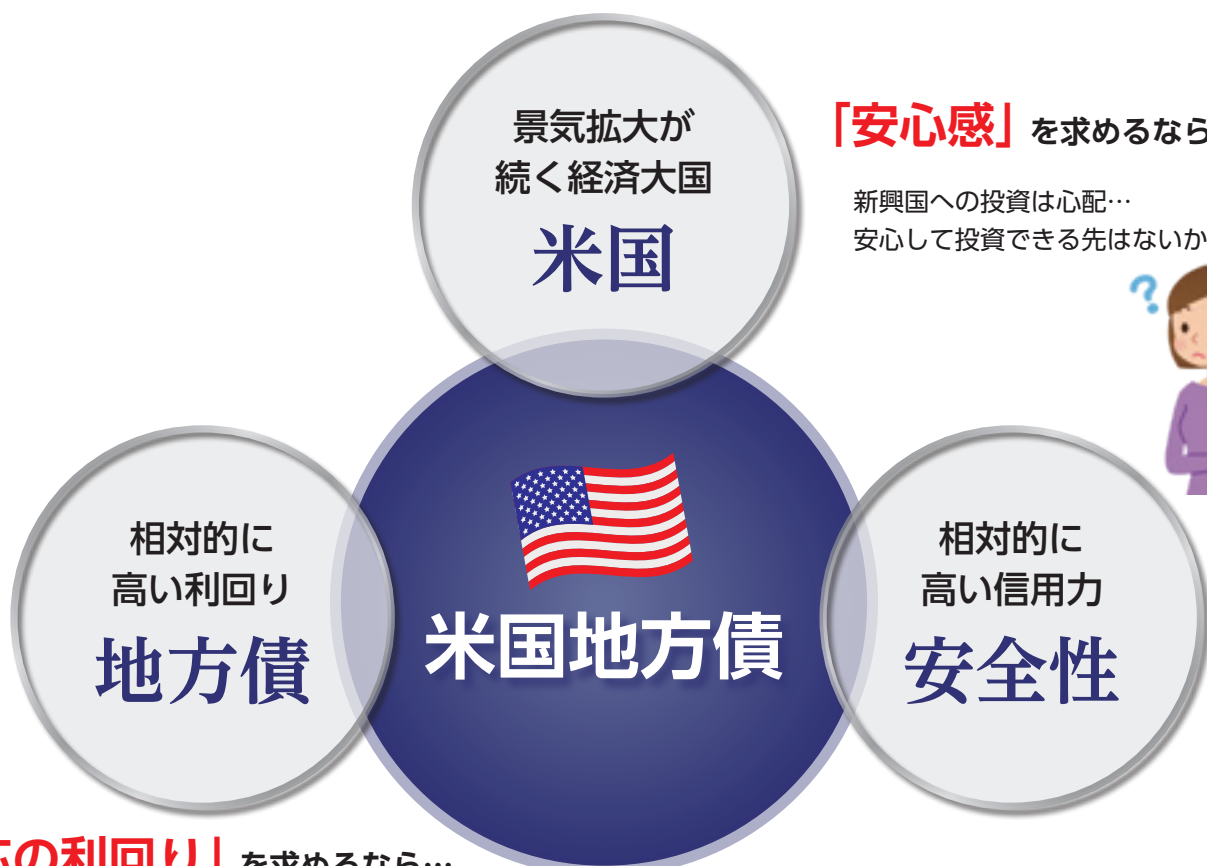 景気拡大が
続く経済大国
米国
「安心感」を求めるなら
新興国への投資は心配…
安心して投資できる先はないか
?
相対的に
高い利回り
地方債
米国地方債
相対的に
高い信用力
安全性
の利回り」を求めるなら…